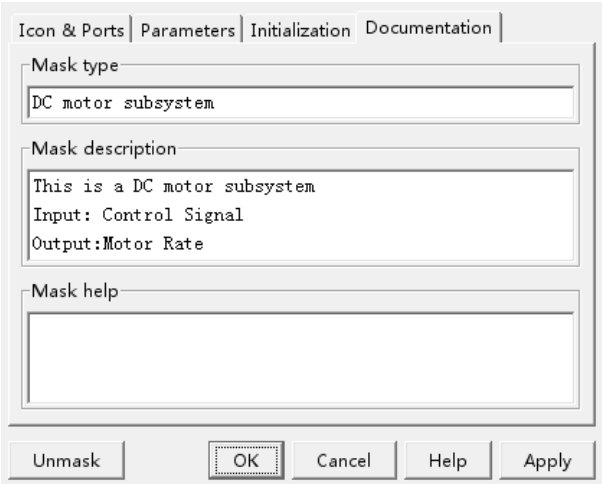 Icon & Ports Parameters Initialization Documentation
Mask type
DC motor subsystem
Mask description
This is a DC motor subsystem
Input: Control Signal
Output:Motor Rate
Mask help
Unmask OK Cancel Help Apply